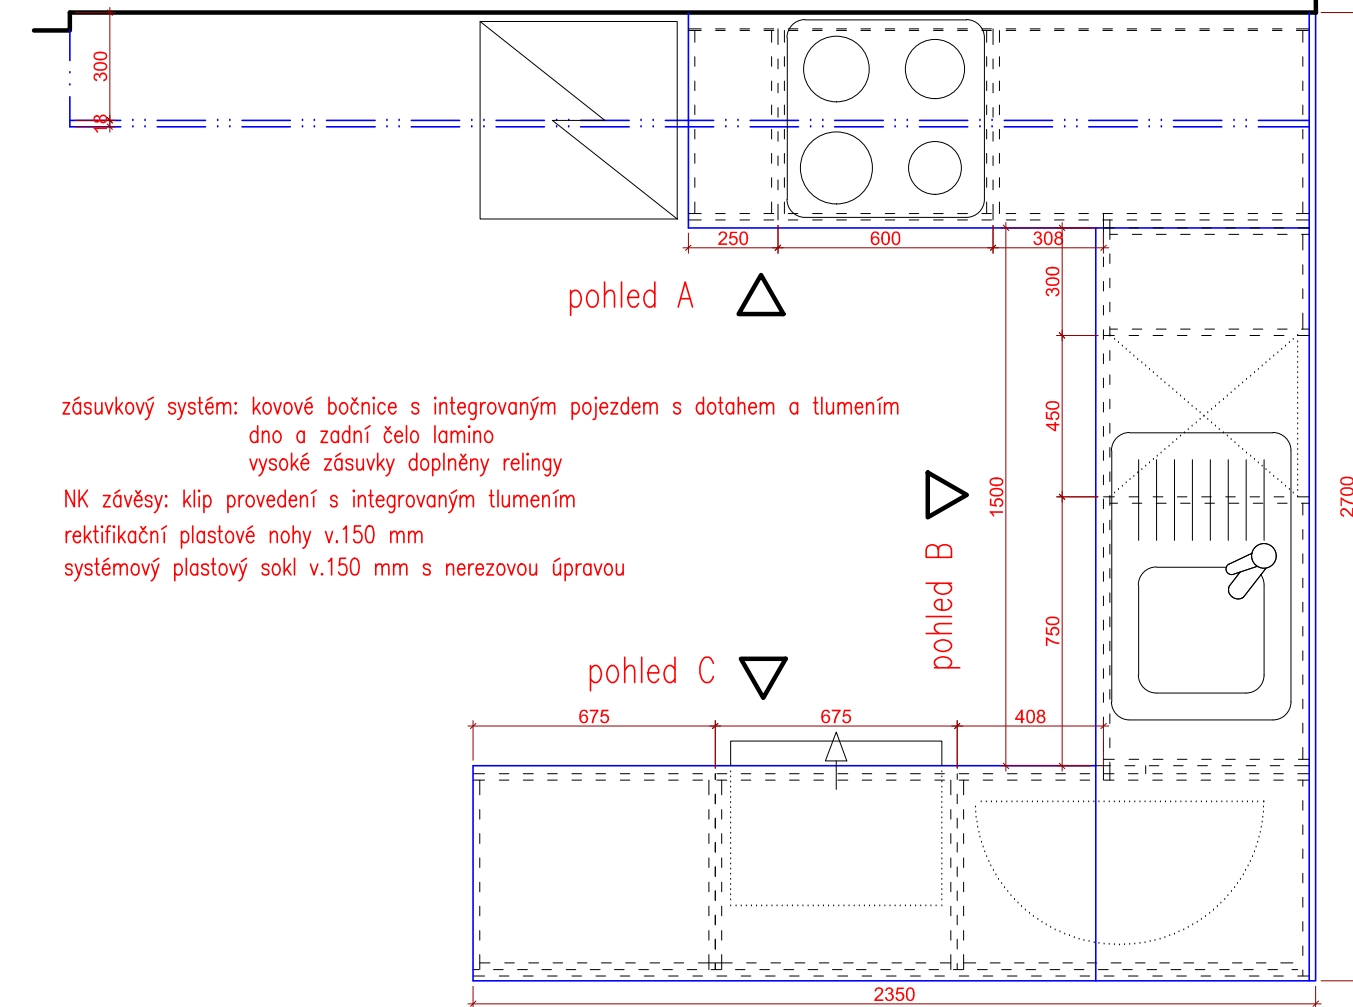 300
18
250
600
308
300
pohled A
zásuvkový systém: kovové bočnice s integrovaným pojezdem s dotahem a tlumením
dno a zadní čelo lamino
vysoké zásuvky doplněny relingy
NK závěsy: klip provedení s integrovaným tlumením
rektifikační plastové nohy v.150 mm
systémový plastový sokl v.150 mm s nerezovou úpravou
450
1500
2700
pohled B
750
pohled C
675
675
408
2350